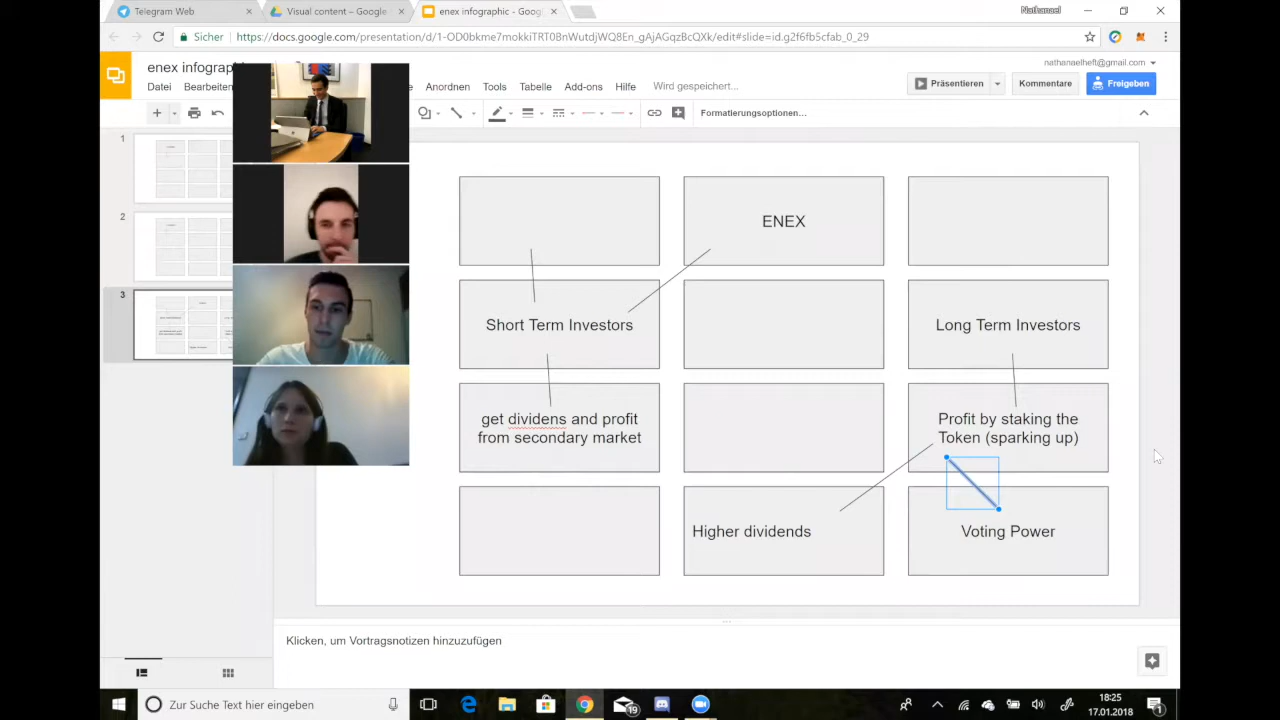 Telegram Web
Visual content – Google
enex infographic - Goog
Nathanael
Sicher
https://docs.google.com/presentation/d/1-OD0bkme7mokkiTRT0BnWutdjWQ8En_gAjAGqzBcQXk/edit#slide=id.g2f6fb5cfab_0_29
enex infographi
nathanaelheft@gmail.com
Datei
Bearbeiten
Anordnen
Tools
Tabelle
Add-ons
Hilfe
Wird gespeichert...
Präsentieren
Kommentare
Freigeben
Formatierungsoptionen...
1
2
3
ENEX
Short Term Investors
Long Term Investors
get dividens and profit
from secondary market
Profit by staking the
Token (sparking up)
Higher dividends
Voting Power
Klicken, um Vortragsnotizen hinzuzufügen
Zur Suche Text hier eingeben
19
18:25
17.01.2018
1